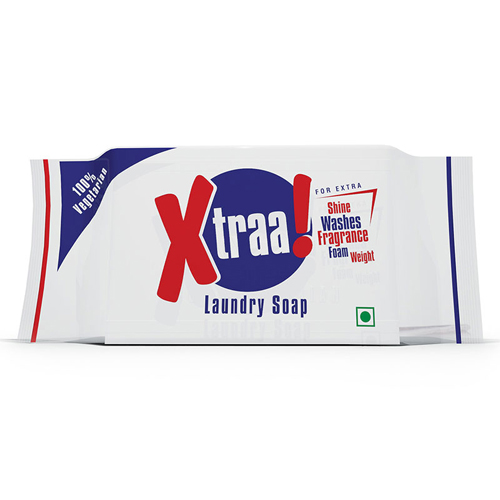 100%
Vegetarian
Xtraa!
Laundry Soap
FOR EXTRA
Shine
Washes
Fragrance
Foam Weight